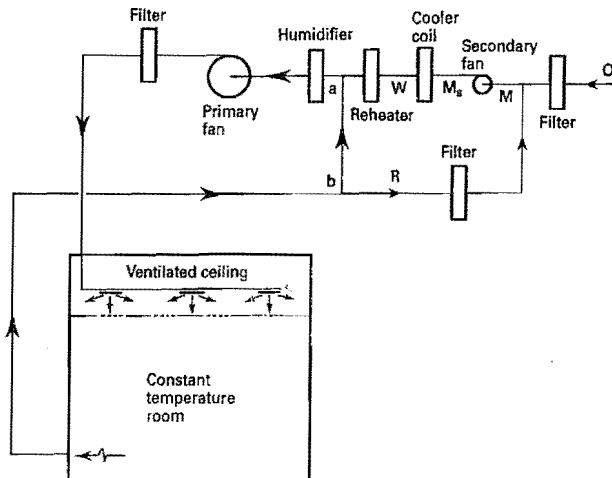 Filter
Humidifier
Cooler
coil
Secondary
fan
O
a
W
Mₛ
M
Primary
fan
Reheater
Filter
b
R
Filter
Ventilated ceiling
Constant
temperature
room